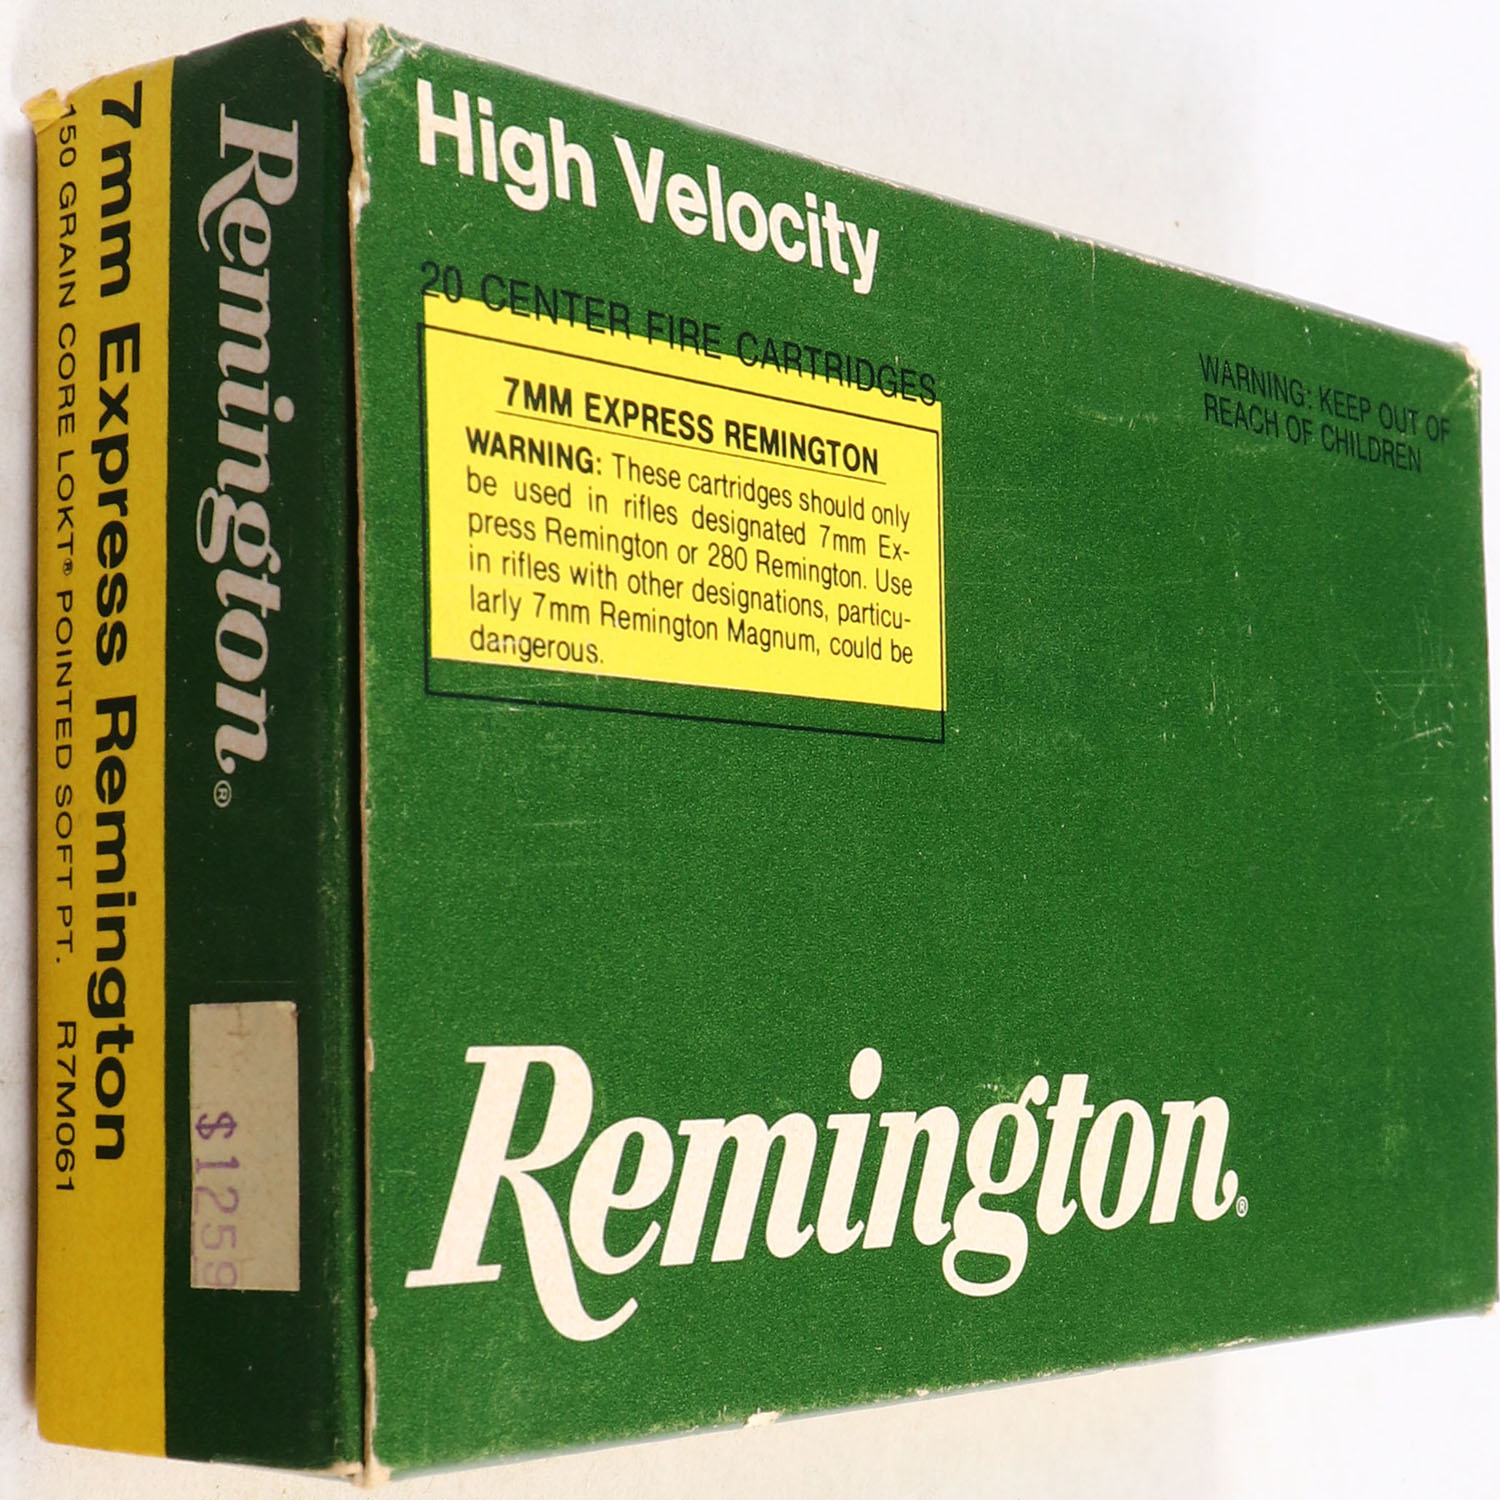 High Velocity
20 CENTER FIRE CARTRIDGES
7MM EXPRESS REMINGTON
WARNING: These cartridges should only
be used in rifles designated 7mm Ex-
press Remington or 280 Remington. Use
in rifles with other designations, particu-
larly 7mm Remington Magnum, could be
dangerous.
WARNING: KEEP OUT OF
REACH OF CHILDREN
Remington®
Remington®
$1259
7mm Express Remington
150 GRAIN CORE LOKT® POINTED SOFT PT. R7M061